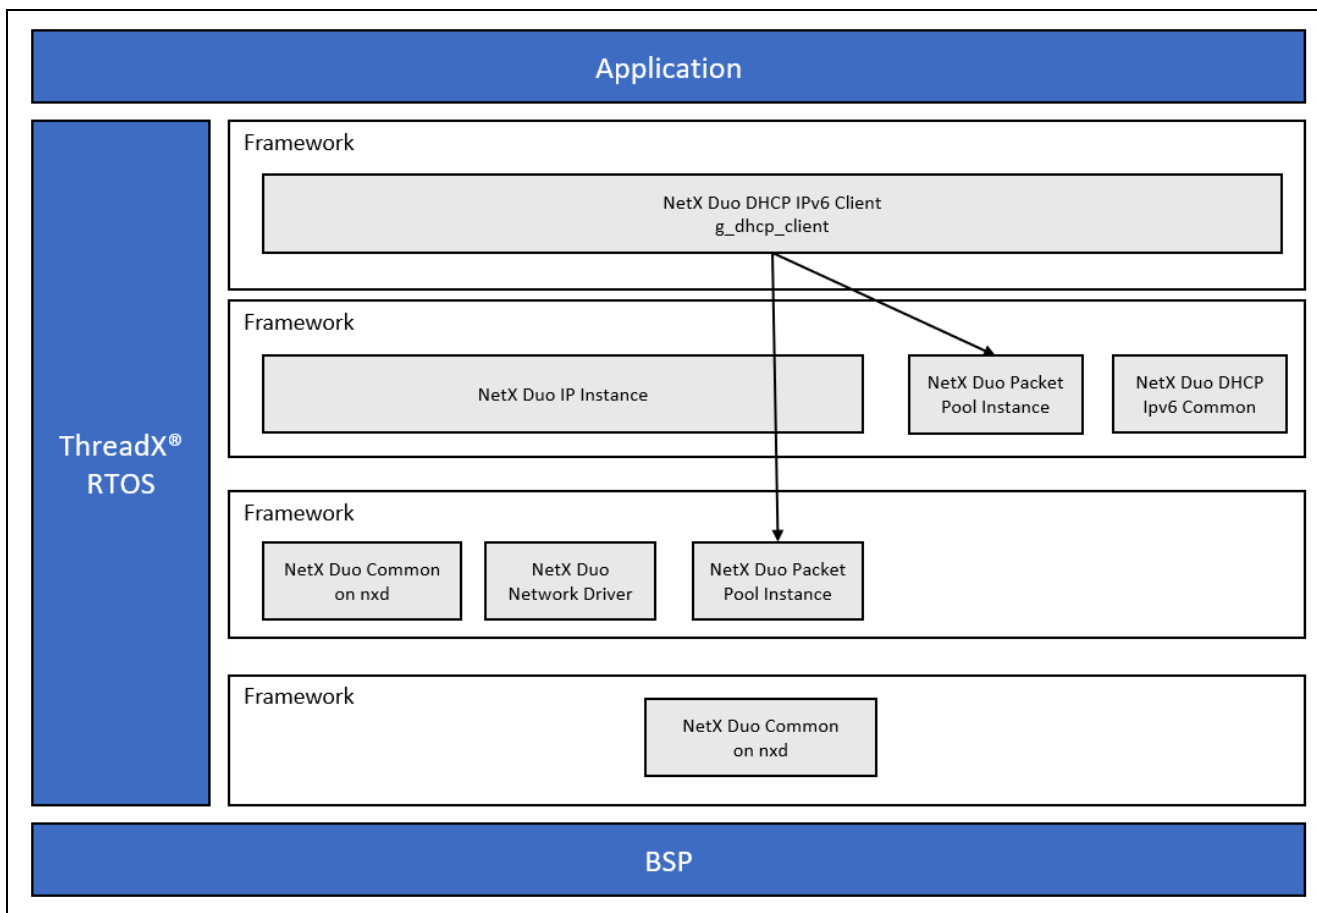 Application
ThreadX®
RTOS
Framework
NetX Duo DHCP IPv6 Client
g_dhcp_client
Framework
NetX Duo IP Instance
NetX Duo Packet
Pool Instance
NetX Duo DHCP
Ipv6 Common
Framework
NetX Duo Common
on nxd
NetX Duo
Network Driver
NetX Duo Packet
Pool Instance
Framework
NetX Duo Common
on nxd
BSP